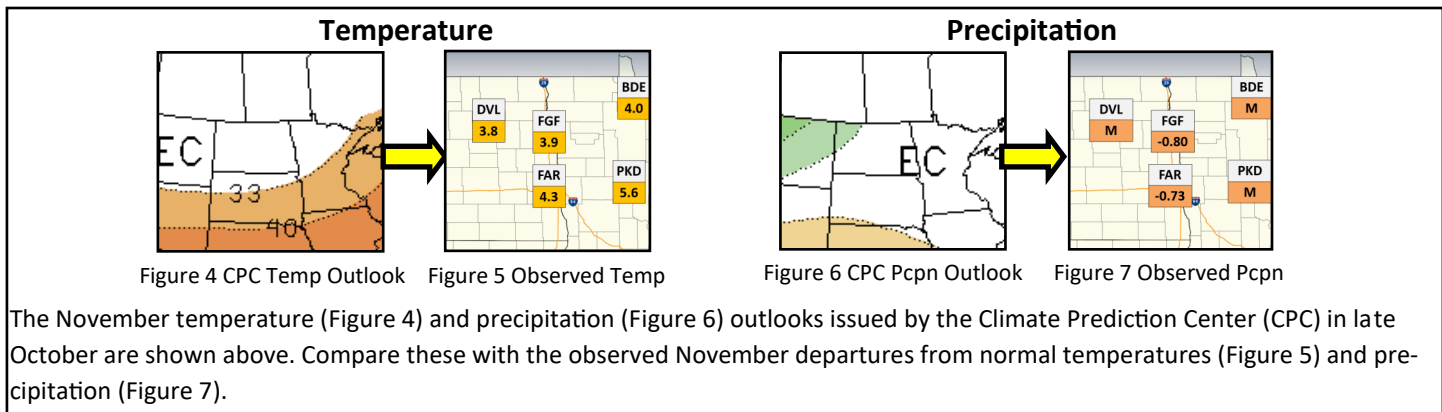 Temperature
Precipitation
EC
33
40
DVL
3.8
FGF
3.9
FAR
4.3
BDE
4.0
PKD
5.6
EC
DVL
M
FGF
-0.80
FAR
-0.73
BDE
M
PKD
M
Figure 4 CPC Temp Outlook
Figure 5 Observed Temp
Figure 6 CPC Pcpn Outlook
Figure 7 Observed Pcpn
The November temperature (Figure 4) and precipitation (Figure 6) outlooks issued by the Climate Prediction Center (CPC) in late
October are shown above. Compare these with the observed November departures from normal temperatures (Figure 5) and pre-
cipitation (Figure 7).